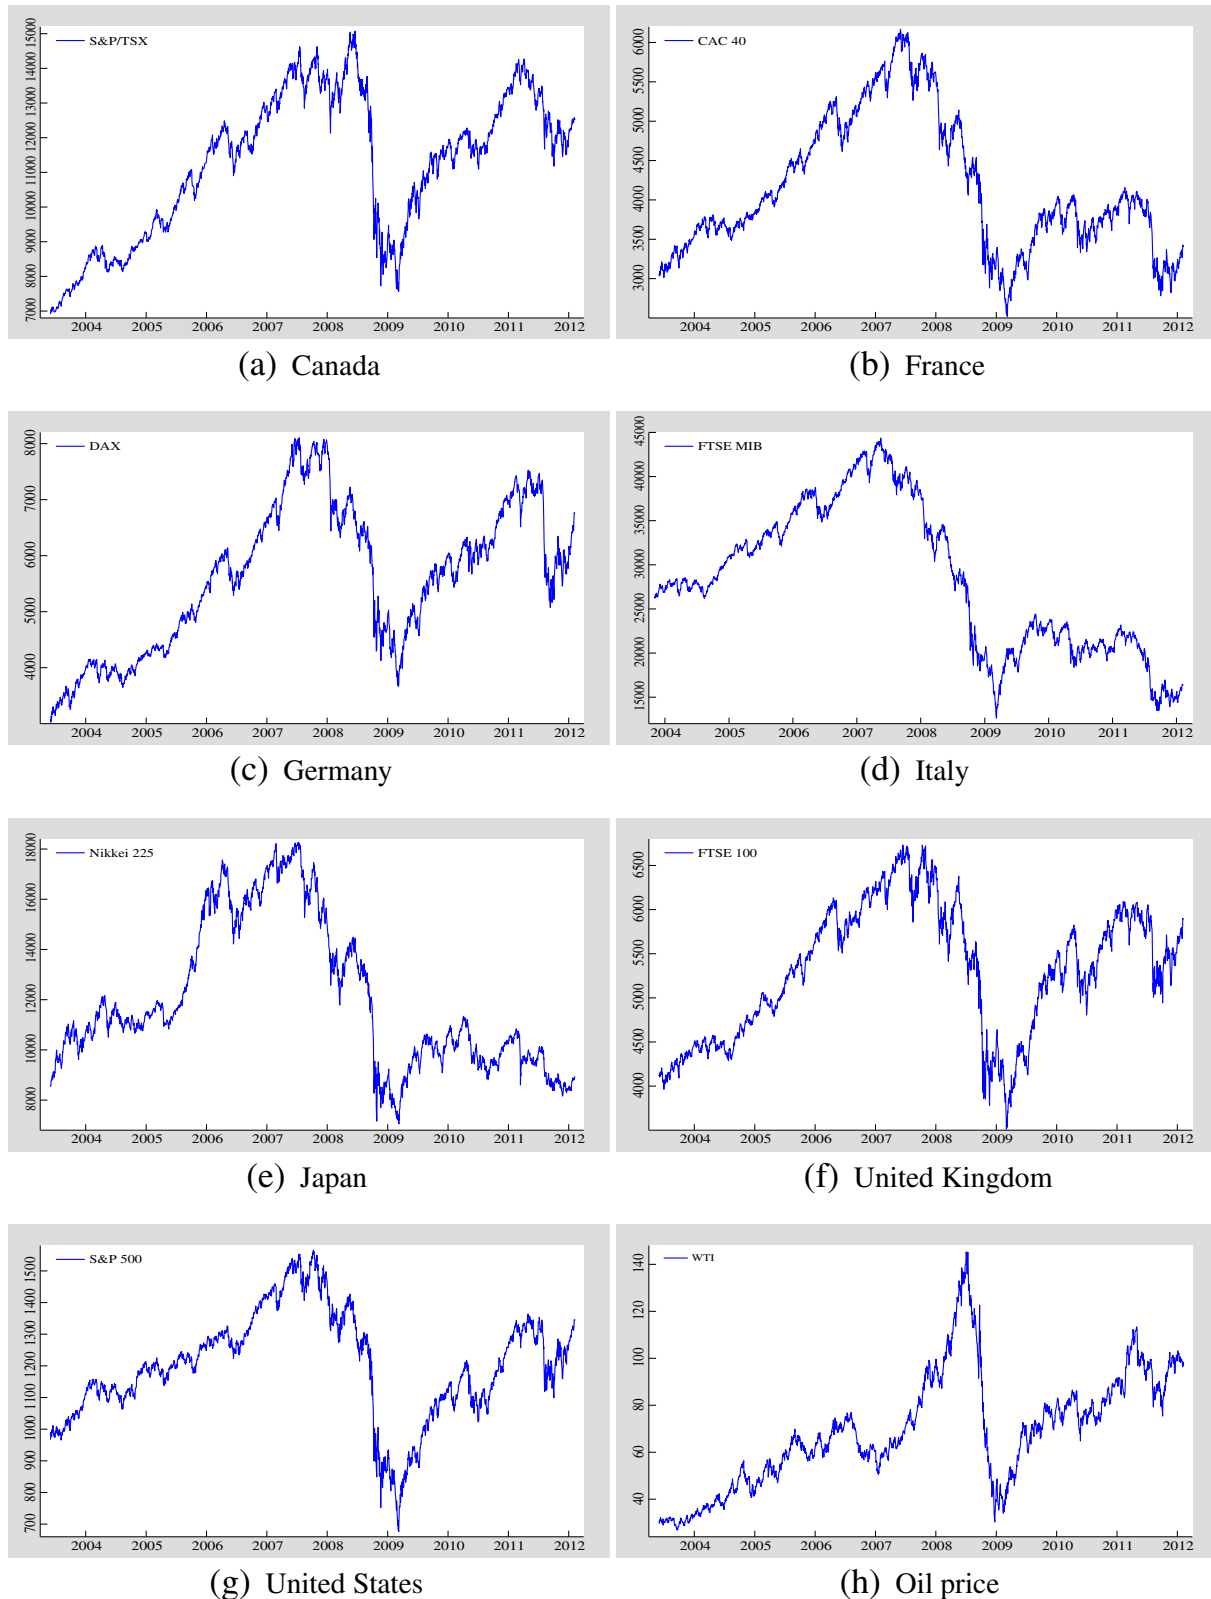 S&P/TSX
7000 8000 9000 10000 11000 12000 13000 14000 15000
2004 2005 2006 2007 2008 2009 2010 2011 2012
(a) Canada
CAC 40
3000 3500 4000 4500 5000 5500 6000
2004 2005 2006 2007 2008 2009 2010 2011 2012
(b) France
DAX
4000 5000 6000 7000 8000
2004 2005 2006 2007 2008 2009 2010 2011 2012
(c) Germany
FTSE MIB
15000 20000 25000 30000 35000 40000 45000
2004 2005 2006 2007 2008 2009 2010 2011 2012
(d) Italy
Nikkei 225
8000 10000 12000 14000 16000 18000
2004 2005 2006 2007 2008 2009 2010 2011 2012
(e) Japan
FTSE 100
4000 4500 5000 5500 6000 6500
2004 2005 2006 2007 2008 2009 2010 2011 2012
(f) United Kingdom
S&P 500
700 800 900 1000 1100 1200 1300 1400 1500
2004 2005 2006 2007 2008 2009 2010 2011 2012
(g) United States
WTI
40 60 80 100 120 140
2004 2005 2006 2007 2008 2009 2010 2011 2012
(h) Oil price